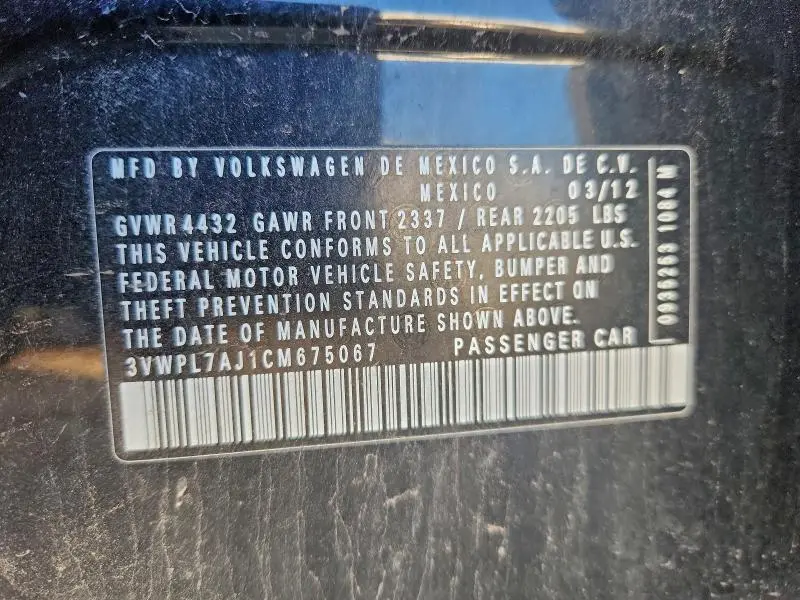 MFD BY VOLKSWAGEN DE MEXICO S.A. DE C.V.
MEXICO 03/12
GVWR 4432 GAWR FRONT 2337 / REAR 2205 LBS
THIS VEHICLE CONFORMS TO ALL APPLICABLE U.S.
FEDERAL MOTOR VEHICLE SAFETY, BUMPER AND
THEFT PREVENTION STANDARDS IN EFFECT ON
THE DATE OF MANUFACTURE SHOWN ABOVE.
3VWPL7AJ1CM675067 PASSENGER CAR
0936263 1084 M